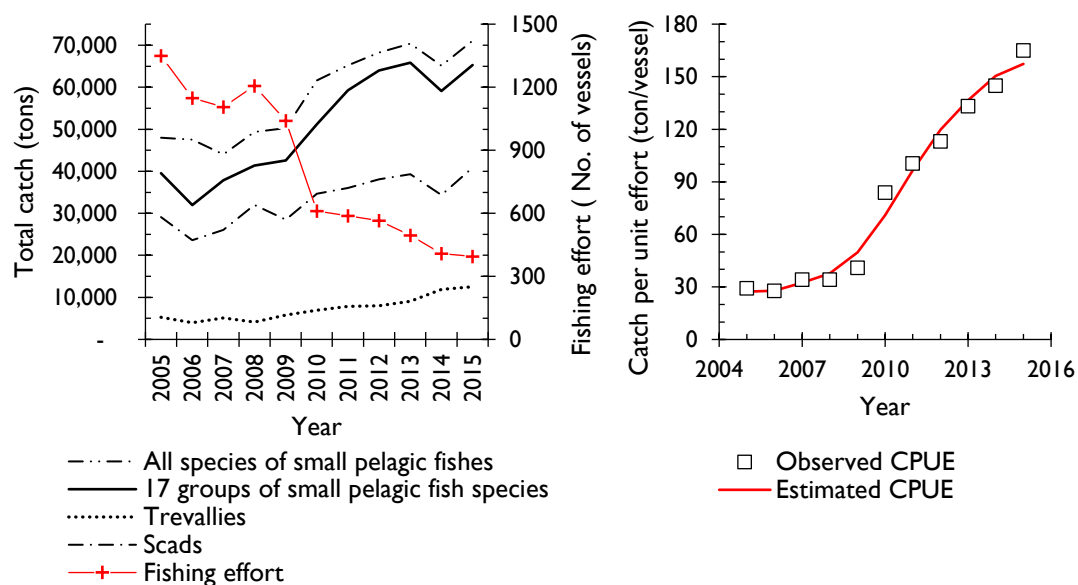 70,000
60,000
50,000
40,000
30,000
20,000
10,000
-
Total catch (tons)
1500
1200
900
600
300
0
Fishing effort ( No. of vessels)
2005
2006
2007
2008
2009
2010
2011
2012
2013
2014
2015
Year
All species of small pelagic fishes
17 groups of small pelagic fish species
Trevallies
Scads
Fishing effort
180
150
120
90
60
30
0
Catch per unit effort (ton/vessel)
2004 2007 2010 2013 2016
Year
Observed CPUE
Estimated CPUE